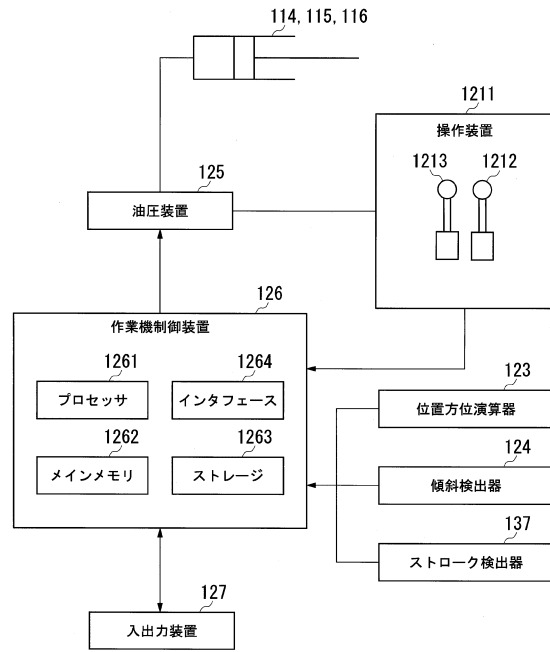 114, 115, 116
1211
操作装置
1213
1212
125
油圧装置
126
作業機制御装置
1261
プロセッサ
1264
インタフェース
1262
メインメモリ
1263
ストレージ
123
位置方位演算器
124
傾斜検出器
137
ストローク検出器
127
入出力装置